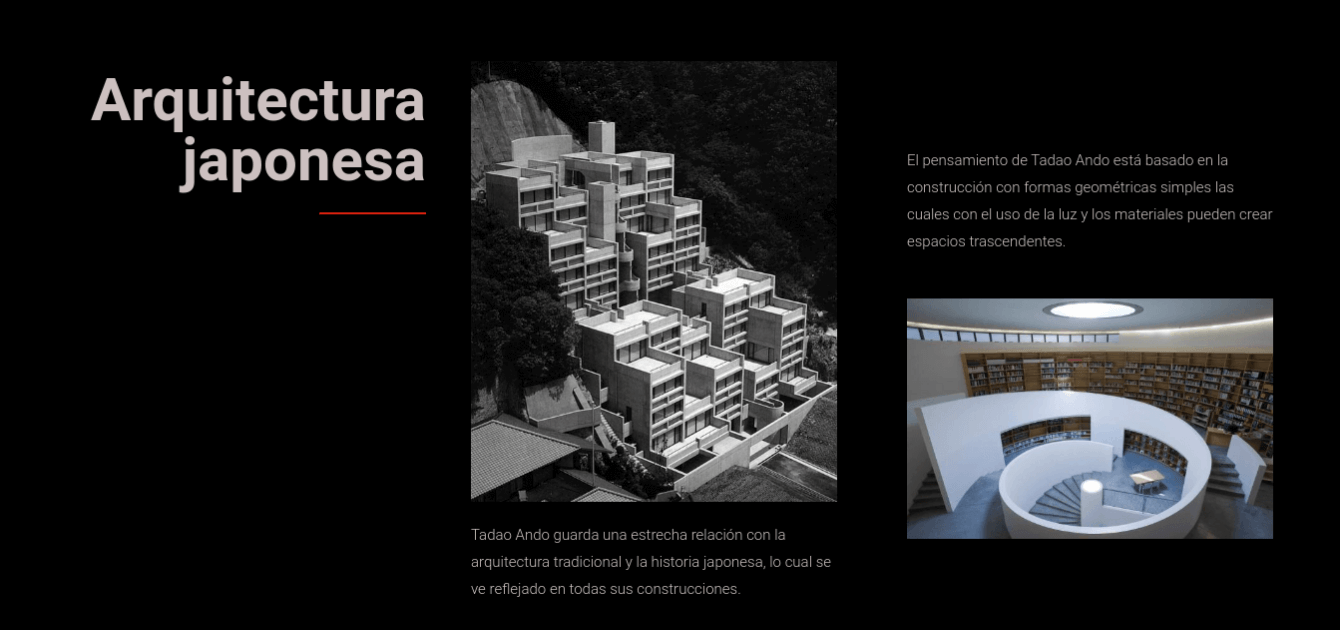 Arquitectura
japonesa
Tadao Ando guarda una estrecha relación con la
arquitectura tradicional y la historia japonesa, lo cual se
ve reflejado en todas sus construcciones.
El pensamiento de Tadao Ando está basado en la
construcción con formas geométricas simples las
cuales con el uso de la luz y los materiales pueden crear
espacios trascendentes.